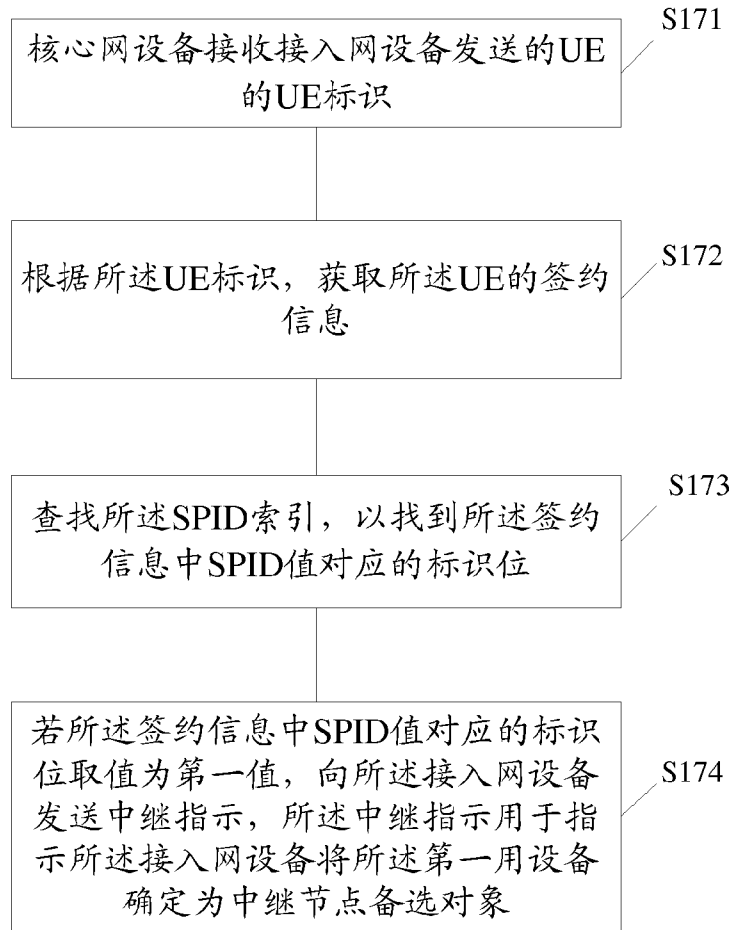 S171
核心网设备接收接入网设备发送的UE
的UE标识
S172
根据所述UE标识，获取所述UE的签约
信息
S173
查找所述SPID索引，以找到所述签约
信息中SPID值对应的标识位
S174
若所述签约信息中SPID值对应的标识
位取值为第一值，向所述接入网设备
发送中继指示，所述中继指示用于指
示所述接入网设备将所述第一用设备
确定为中继节点备选对象